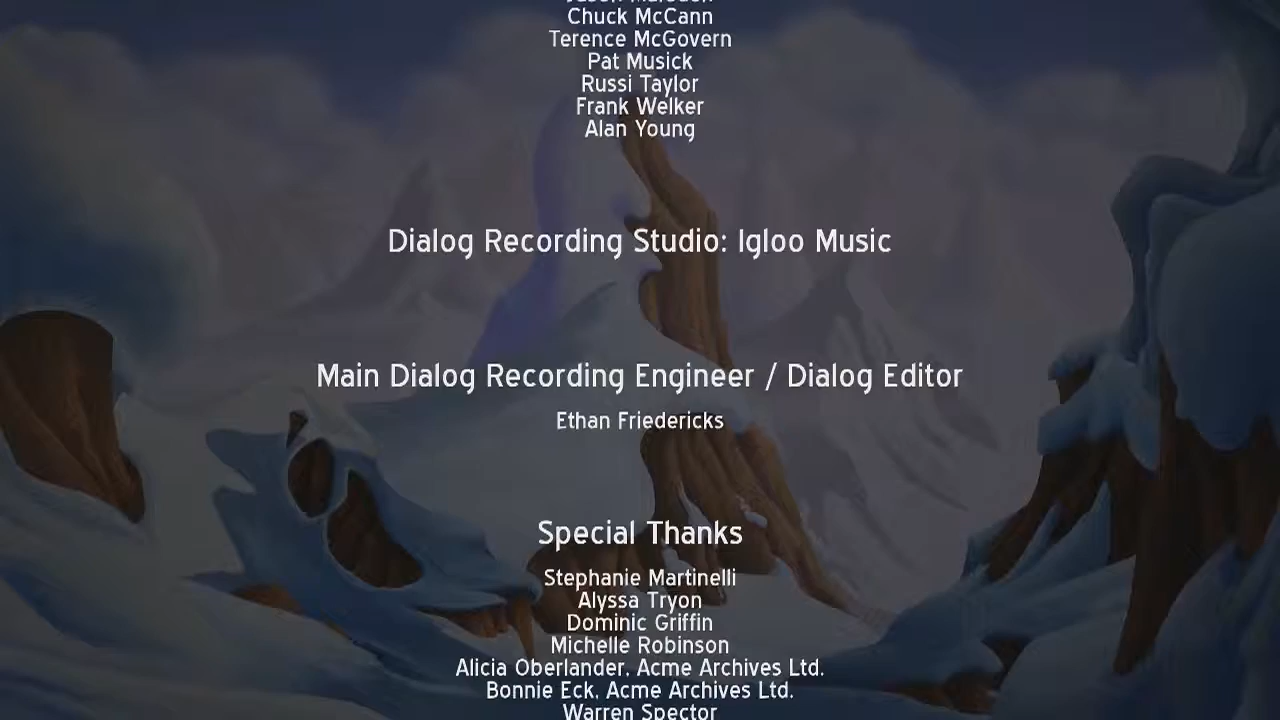 Chuck McCann
Terence McGovern
Pat Musick
Russi Taylor
Frank Welker
Alan Young
Dialog Recording Studio: Igloo Music
Main Dialog Recording Engineer / Dialog Editor
Ethan Friedericks
Special Thanks
Stephanie Martinelli
Alyssa Tryon
Dominic Griffin
Michelle Robinson
Alicia Oberlander, Acme Archives Ltd.
Bonnie Eck, Acme Archives Ltd.
Warren Spector